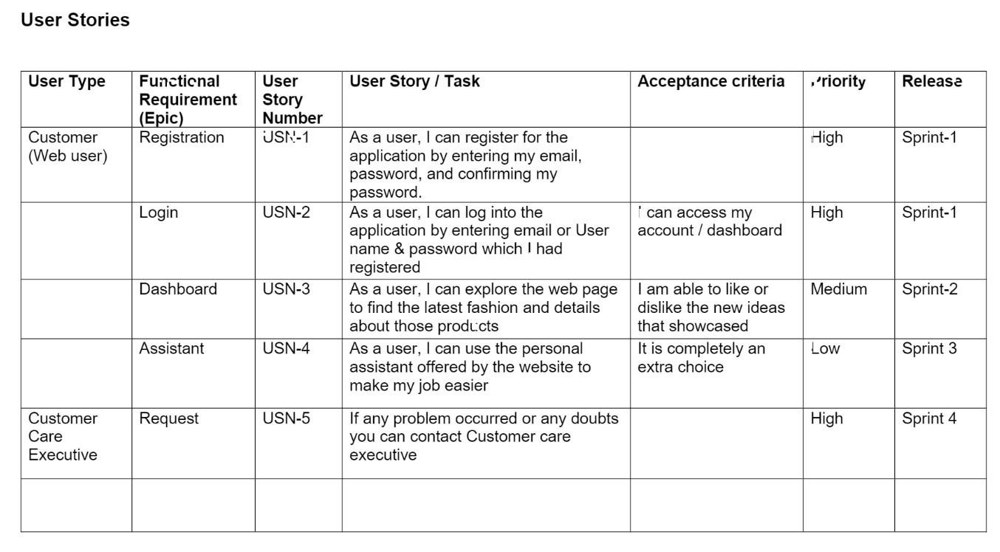 User Stories
User Type
Functional
Requirement
(Epic)
User
Story
Number
User Story / Task
Acceptance criteria
Priority
Release
Customer
(Web user)
Registration
USN-1
As a user, I can register for the
application by entering my email,
password, and confirming my
password.
High
Sprint-1
Login
USN-2
As a user, I can log into the
application by entering email or User
name & password which I had
registered
I can access my
account / dashboard
High
Sprint-1
Dashboard
USN-3
As a user, I can explore the web page
to find the latest fashion and details
about those products
I am able to like or
dislike the new ideas
that showcased
Medium
Sprint-2
Assistant
USN-4
As a user, I can use the personal
assistant offered by the website to
make my job easier
It is completely an
extra choice
Low
Sprint 3
Customer
Care
Executive
Request
USN-5
If any problem occurred or any doubts
you can contact Customer care
executive
High
Sprint 4